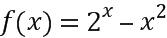 f(x) = 2^x − x^2